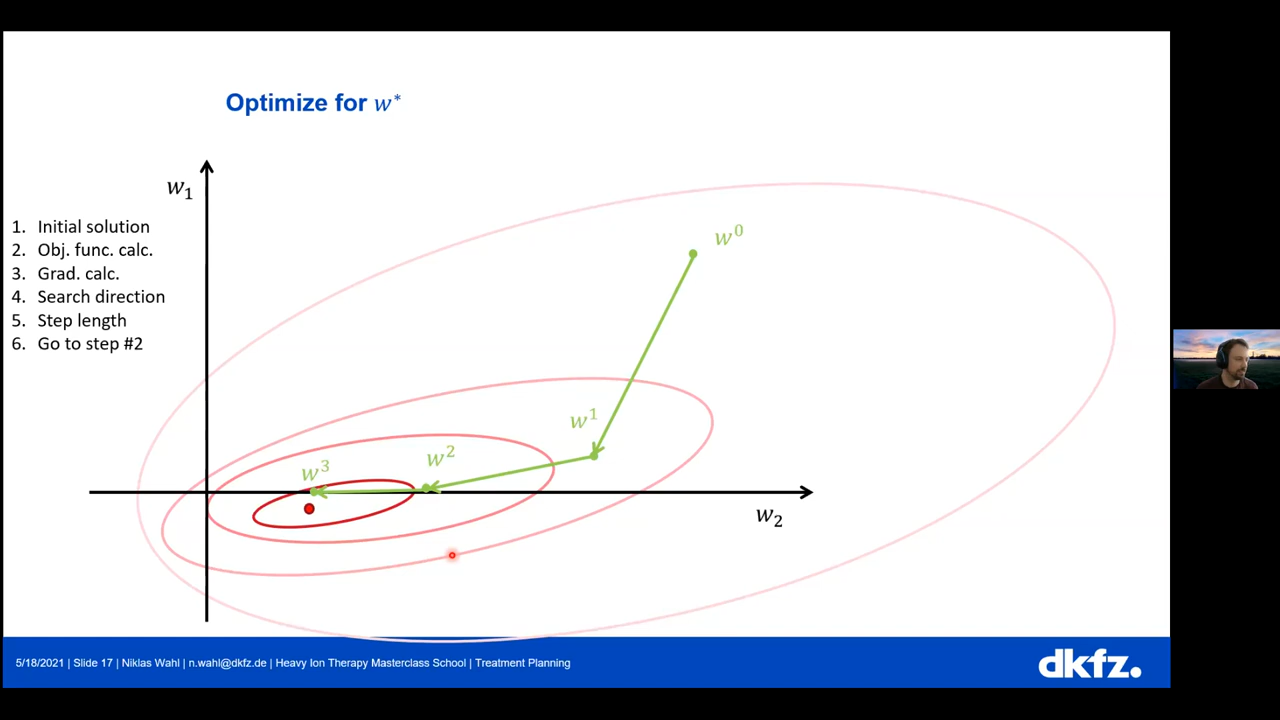 Optimize for w*
w₁
1. Initial solution
2. Obj. func. calc.
3. Grad. calc.
4. Search direction
5. Step length
6. Go to step #2
w⁰
w¹
w²
w³
w₂
5/18/2021 | Slide 17 | Niklas Wahl | n.wahl@dkfz.de | Heavy Ion Therapy Masterclass School | Treatment Planning
dkfz.